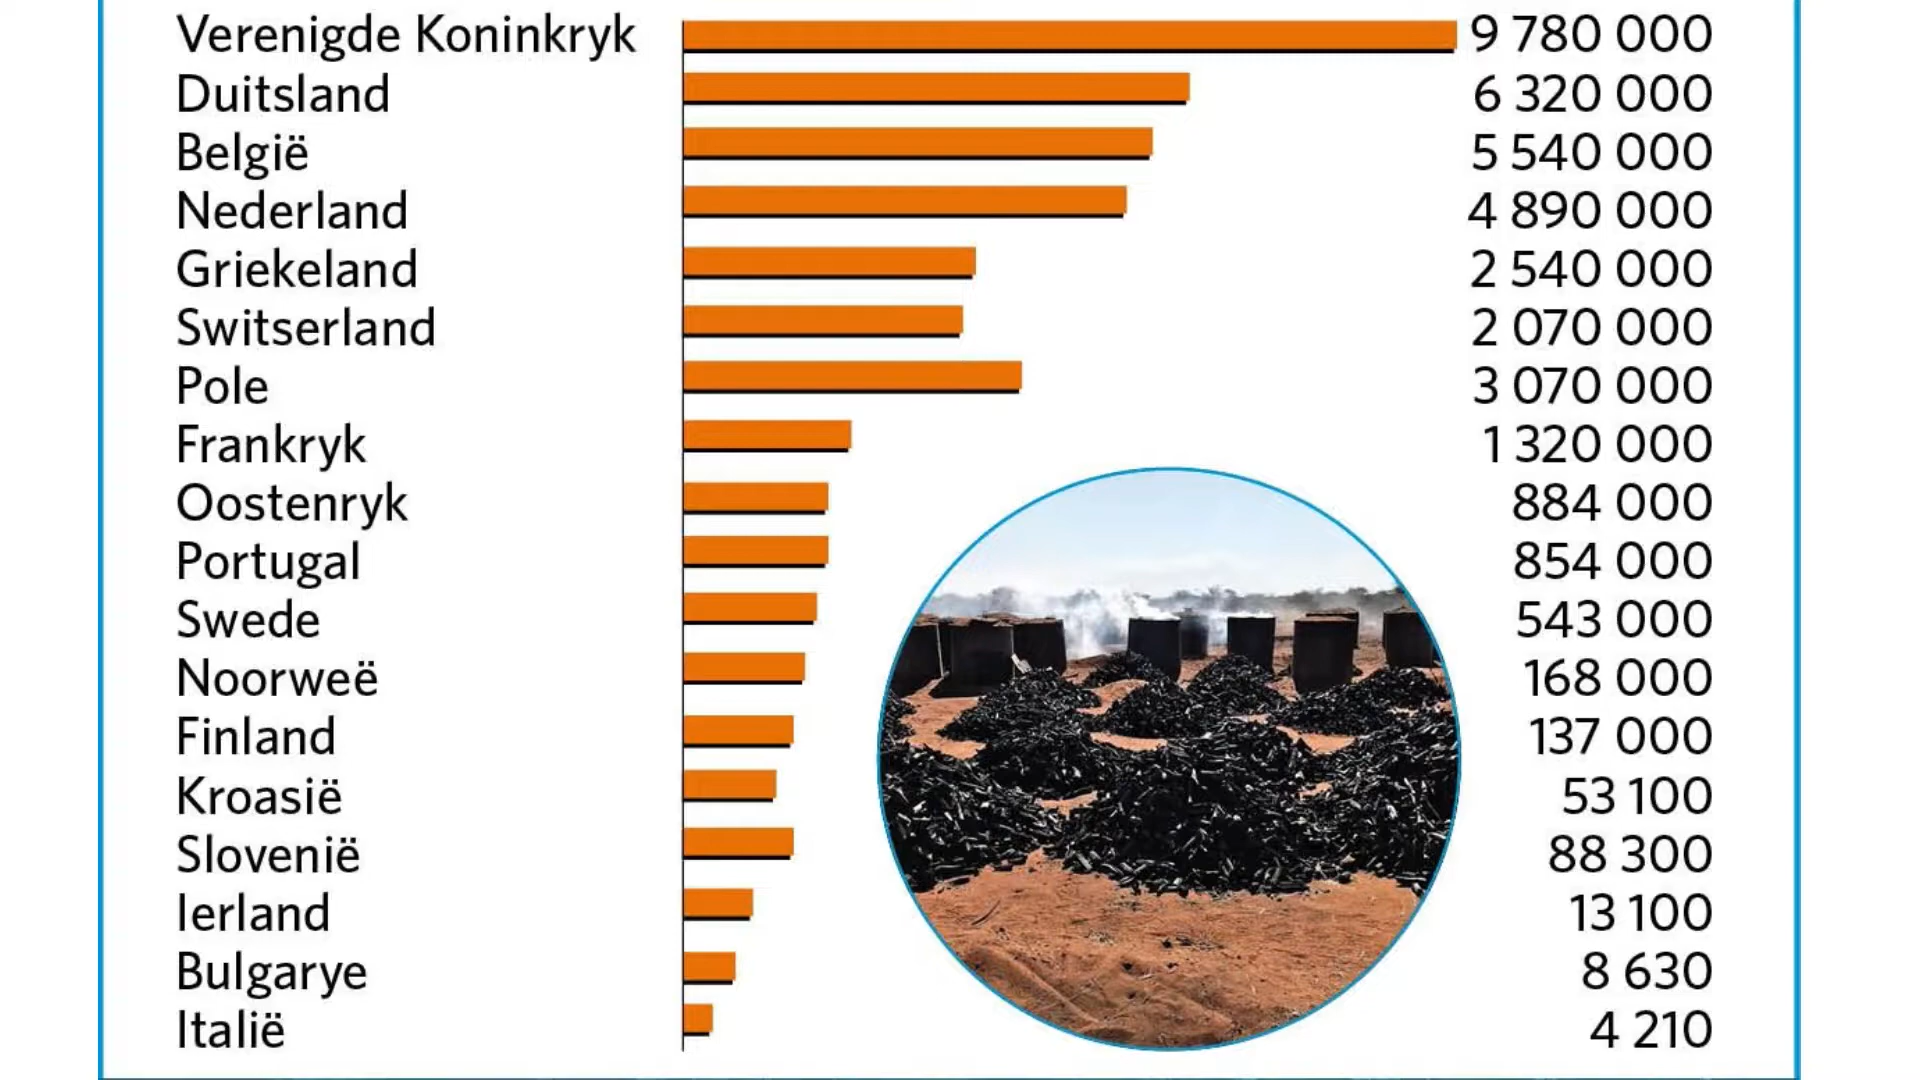 Verenigde Koninkryk 9 780 000
Duitsland 6 320 000
België 5 540 000
Nederland 4 890 000
Griekeland 2 540 000
Switserland 2 070 000
Pole 3 070 000
Frankryk 1 320 000
Oostenryk 884 000
Portugal 854 000
Swede 543 000
Noorweë 168 000
Finland 137 000
Kroasië 53 100
Slovenië 88 300
Ierland 13 100
Bulgarye 8 630
Italië 4 210